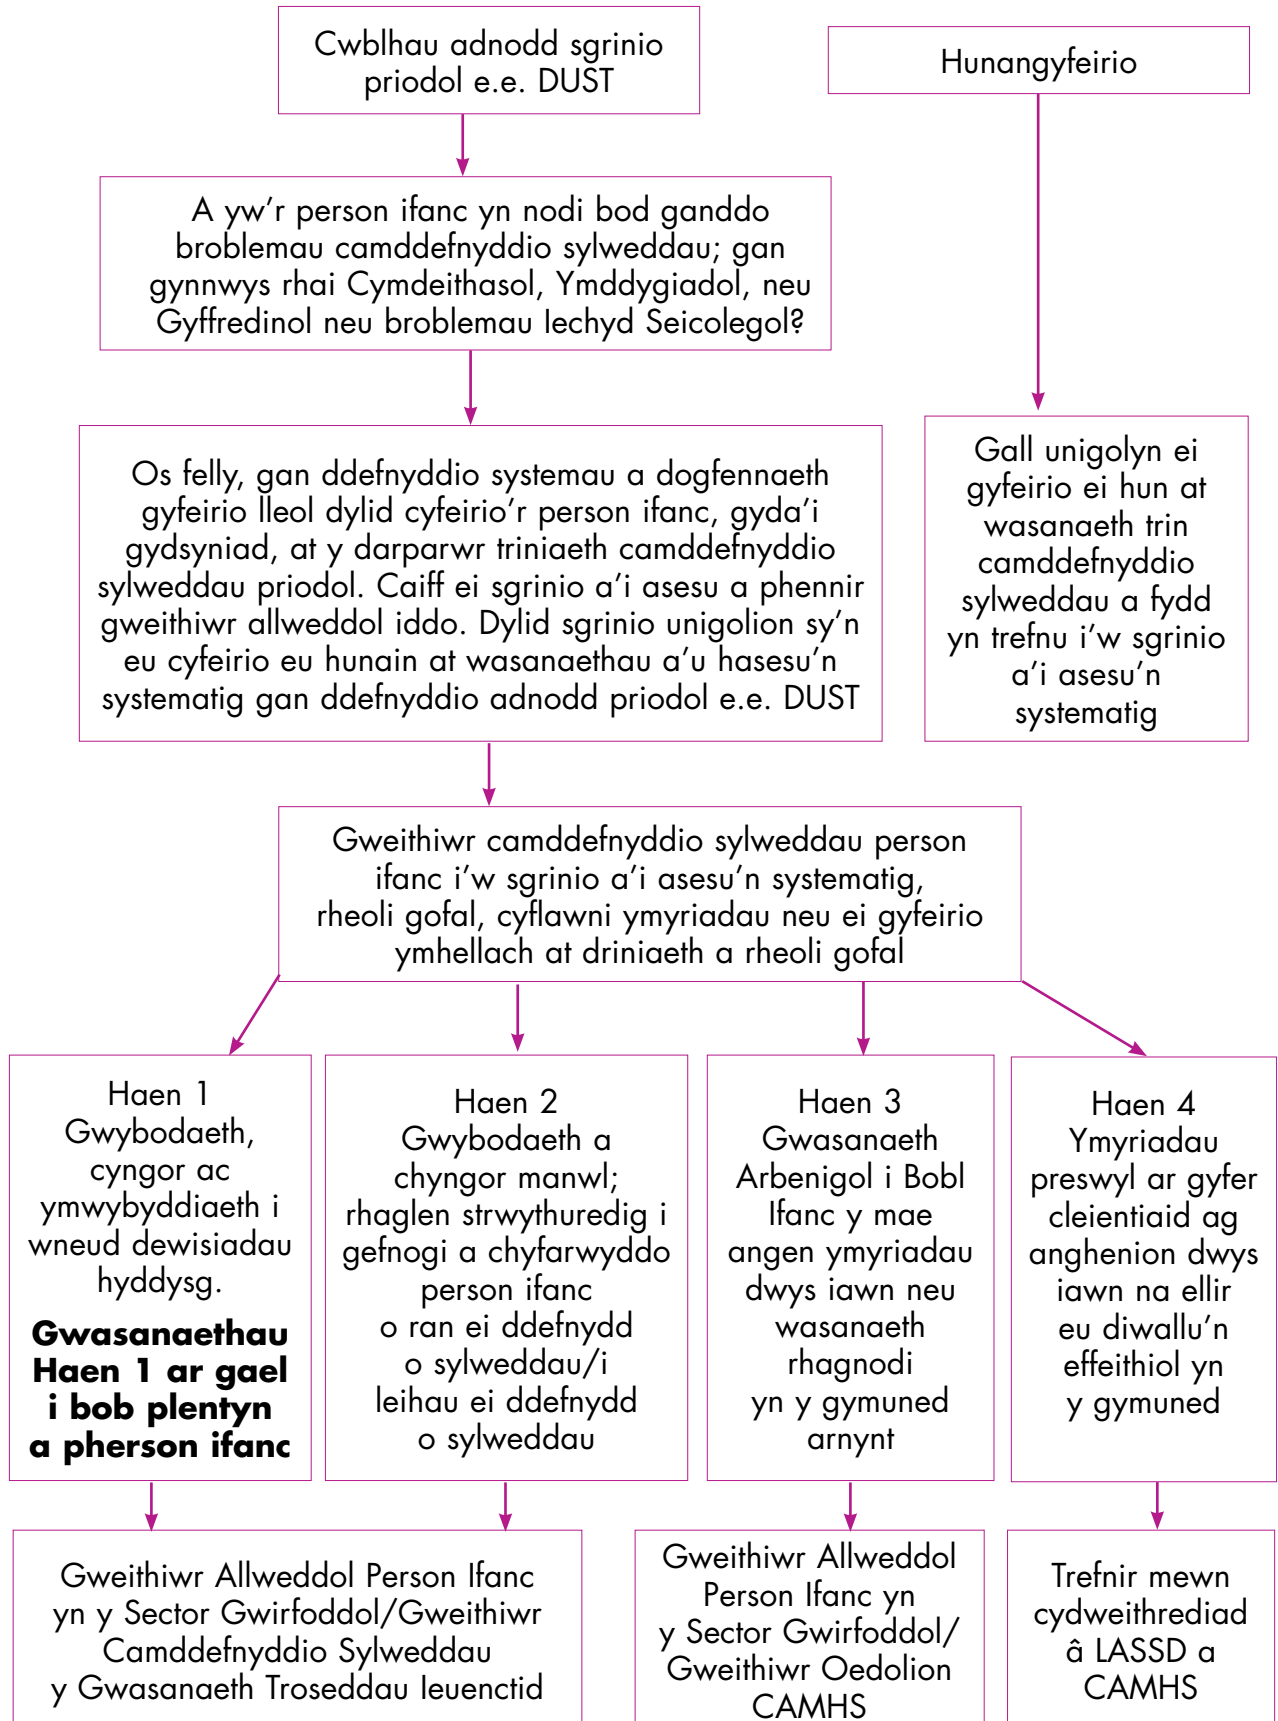 Cwblhau adnodd sgrinio
priodol e.e. DUST
Hunangyfeirio
A yw’r person ifanc yn nodi bod ganddo
broblemau camddefnyddio sylweddau; gan
gynnwys rhai Cymdeithasol, Ymddygiadol, neu
Gyffredinol neu broblemau Iechyd Seicolegol?
Os felly, gan ddefnyddio systemau a dogfennaeth
gyfeirio lleol dylid cyfeirio’r person ifanc, gyda’i
gydsyniad, at y darparwr triniaeth camddefnyddio
sylweddau priodol. Caiff ei sgrinio a’i asesu a phennir
gweithiwr allweddol iddo. Dylid sgrinio unigolion sy’n
eu cyfeirio eu hunain at wasanaethau a’u hasesu’n
systematig gan ddefnyddio adnodd priodol e.e. DUST
Gall unigolyn ei
gyfeirio ei hun at
wasanaeth trin
camddefnyddio
sylweddau a fydd
yn trefnu i’w sgrinio
a’i asesu’n
systematig
Gweithiwr camddefnyddio sylweddau person
ifanc i’w sgrinio a’i asesu’n systematig,
rheoli gofal, cyflawni ymyriadau neu ei gyfeirio
ymhellach at driniaeth a rheoli gofal
Haen 1
Gwybodaeth,
cyngor ac
ymwybyddiaeth i
wneud dewisiadau
hyddysg.
Gwasanaethau
Haen 1 ar gael
i bob plentyn
a pherson ifanc
Haen 2
Gwybodaeth a
chyngor manwl;
rhaglen strwythuredig i
gefnogi a chyfarwyddo
person ifanc
o ran ei ddefnydd
o sylweddau/i
leihau ei ddefnydd
o sylweddau
Haen 3
Gwasanaeth
Arbenigol i Bobl
Ifanc y mae
angen ymyriadau
dwys iawn neu
wasanaeth
rhagnodi
yn y gymuned
arnynt
Haen 4
Ymyriadau
preswyl ar gyfer
cleientiaid ag
anghenion dwys
iawn na ellir
eu diwallu’n
effeithiol yn
y gymuned
Gweithiwr Allweddol Person Ifanc
yn y Sector Gwirfoddol/Gweithiwr
Camddefnyddio Sylweddau
y Gwasanaeth Troseddau Ieuenctid
Gweithiwr Allweddol
Person Ifanc yn
y Sector Gwirfoddol/
Gweithiwr Oedolion
CAMHS
Trefnir mewn
cydweithrediad
â LASSD a
CAMHS